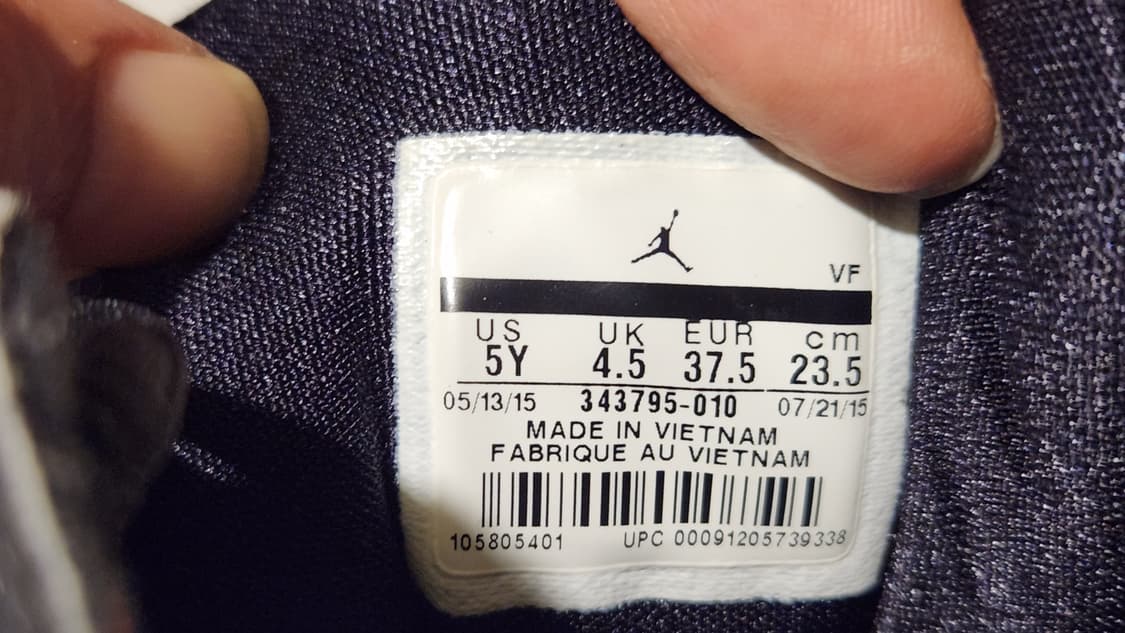 VF
US UK EUR cm
5Y 4.5 37.5 23.5
05/13/15 343795-010 07/21/15
MADE IN VIETNAM
FABRIQUE AU VIETNAM
105805401 UPC 00091205739338